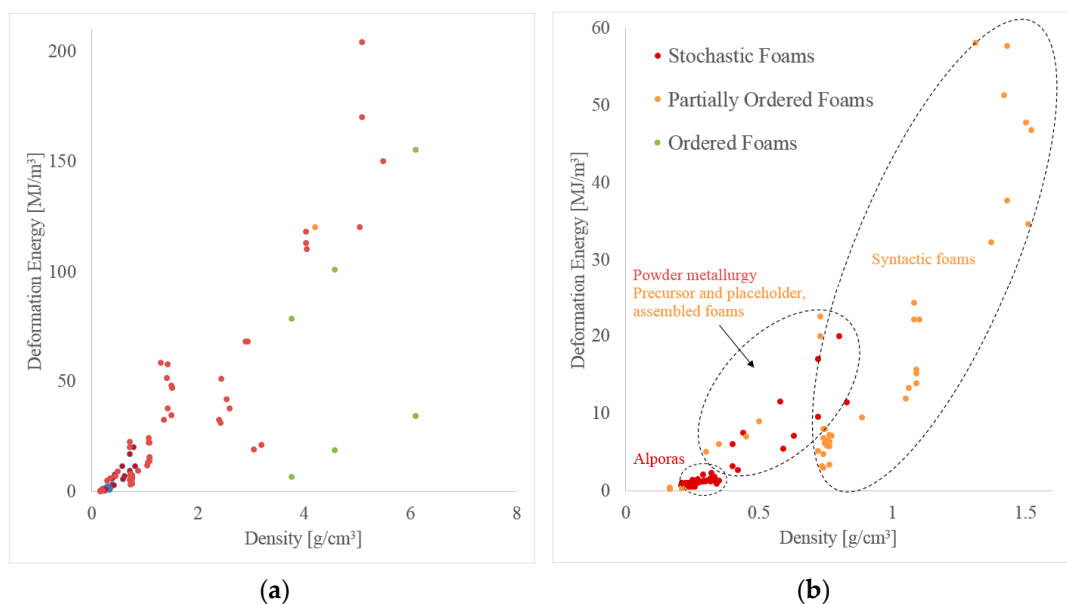 200
150
100
50
0
0
2
4
6
8
Deformation Energy [MJ/m³]
Density [g/cm³]
(a)
60
50
40
30
20
10
0
0
0.5
1
1.5
Deformation Energy [MJ/m³]
Density [g/cm³]
Stochastic Foams
Partially Ordered Foams
Ordered Foams
Syntactic foams
Powder metallurgy
Precursor and placeholder,
assembled foams
Alporas
(b)